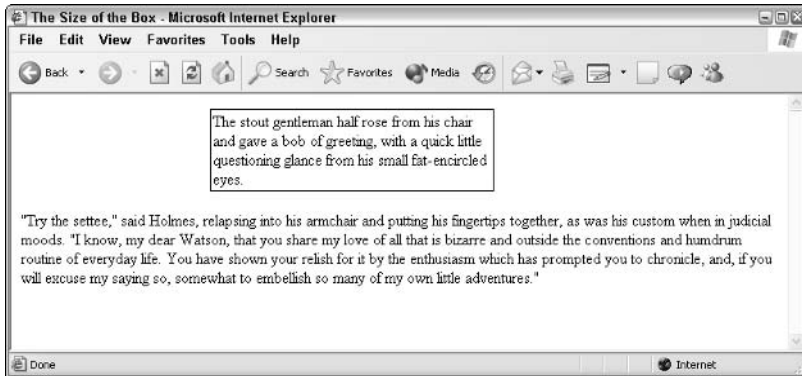 The Size of the Box - Microsoft Internet Explorer
File Edit View Favorites Tools Help
Back Search Favorites Media
The stout gentleman half rose from his chair
and gave a bob of greeting, with a quick little
questioning glance from his small fat-encircled
eyes.
"Try the settee," said Holmes, relapsing into his armchair and putting his fingertips together, as was his custom when in judicial
moods. "I know, my dear Watson, that you share my love of all that is bizarre and outside the conventions and humdrum
routine of everyday life. You have shown your relish for it by the enthusiasm which has prompted you to chronicle, and, if you
will excuse my saying so, somewhat to embellish so many of my own little adventures."
Done Internet